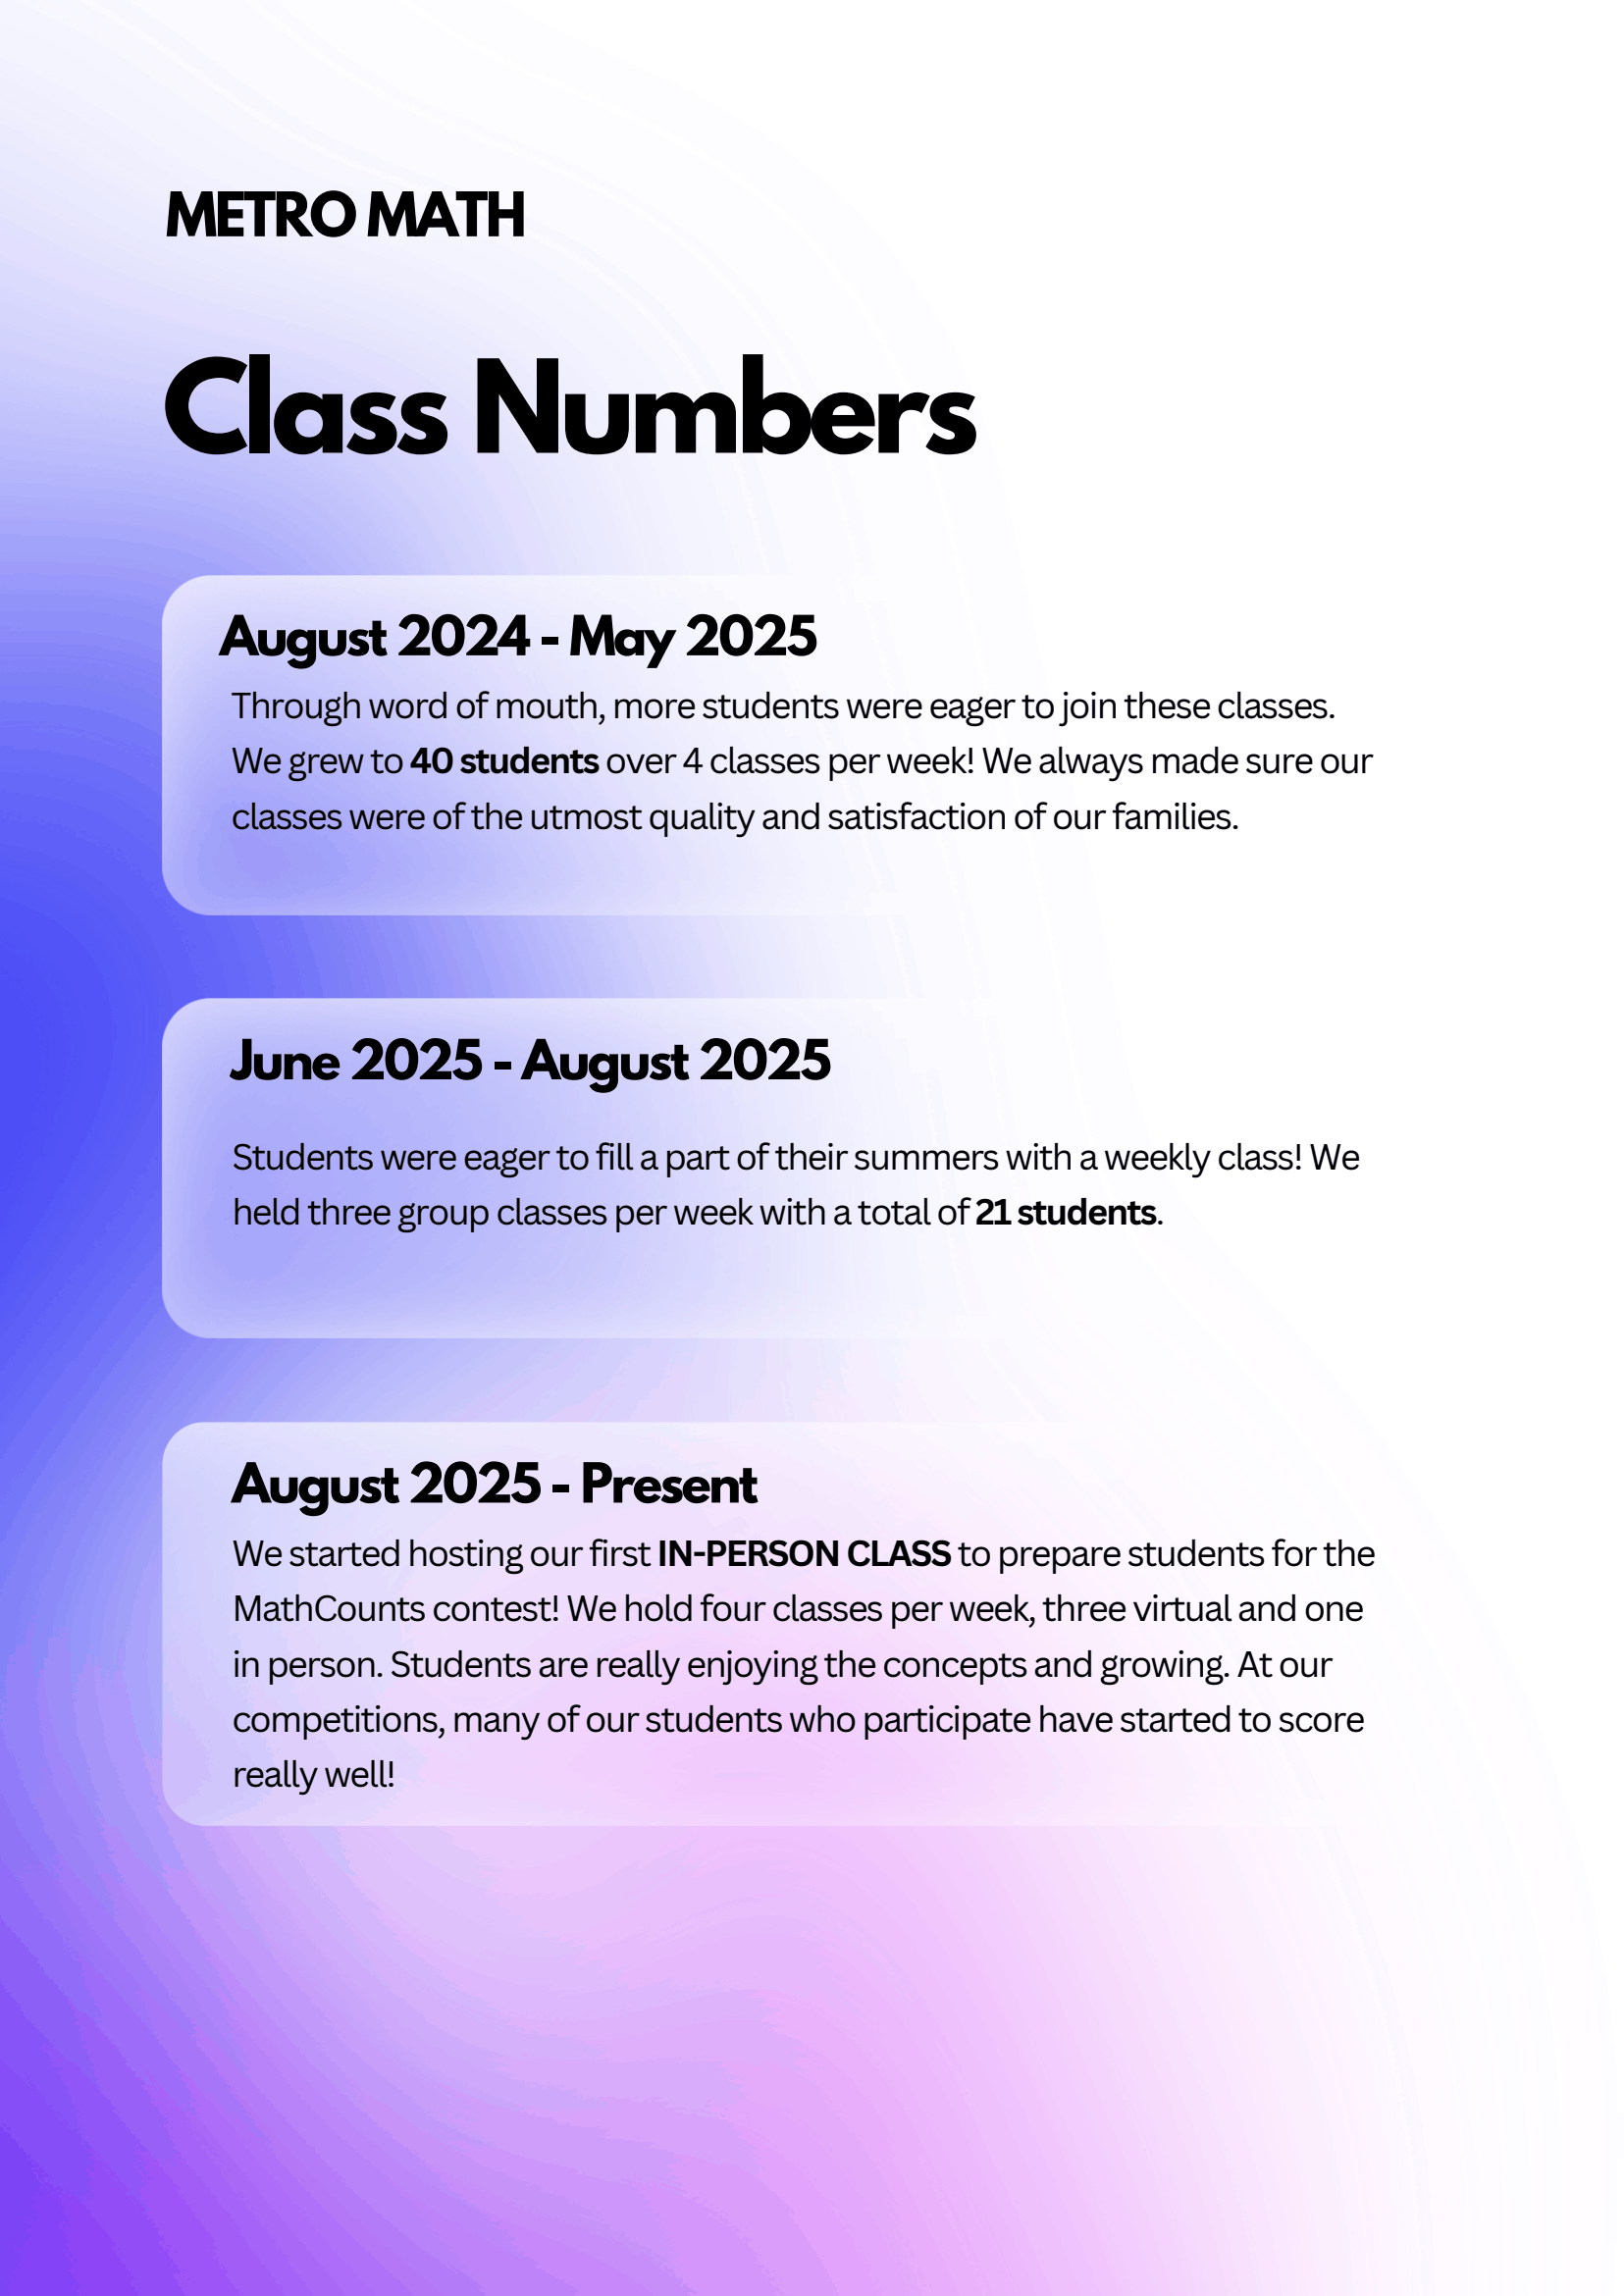 METRO MATH
Class Numbers
August 2024 - May 2025
Through word of mouth, more students were eager to join these classes.
We grew to 40 students over 4 classes per week! We always made sure our
classes were of the utmost quality and satisfaction of our families.
June 2025 - August 2025
Students were eager to fill a part of their summers with a weekly class! We
held three group classes per week with a total of 21 students.
August 2025 - Present
We started hosting our first IN-PERSON CLASS to prepare students for the
MathCounts contest! We hold four classes per week, three virtual and one
in person. Students are really enjoying the concepts and growing. At our
competitions, many of our students who participate have started to score
really well!